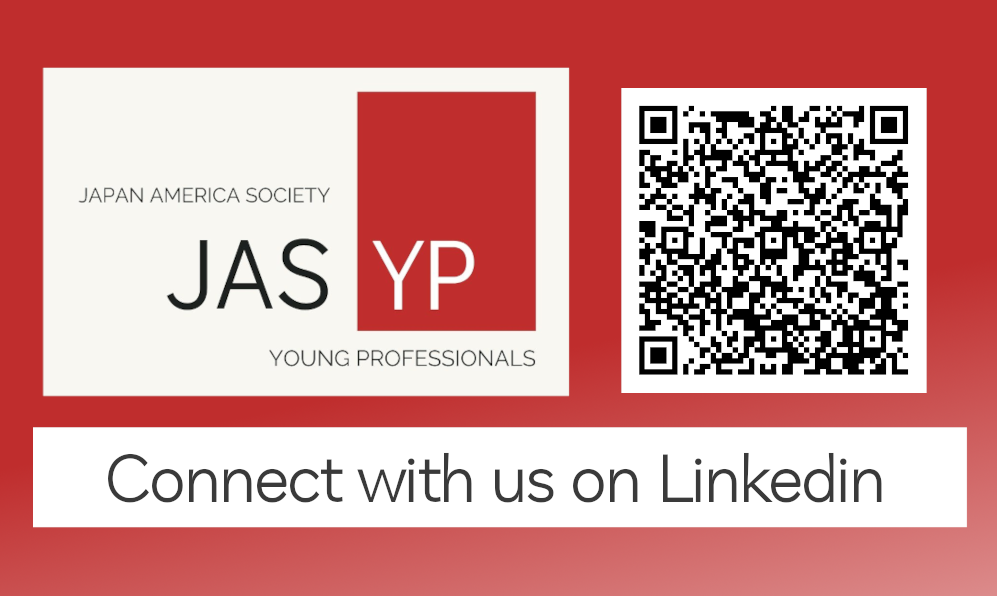 JAPAN AMERICA SOCIETY
JAS YP
YOUNG PROFESSIONALS
Connect with us on Linkedin